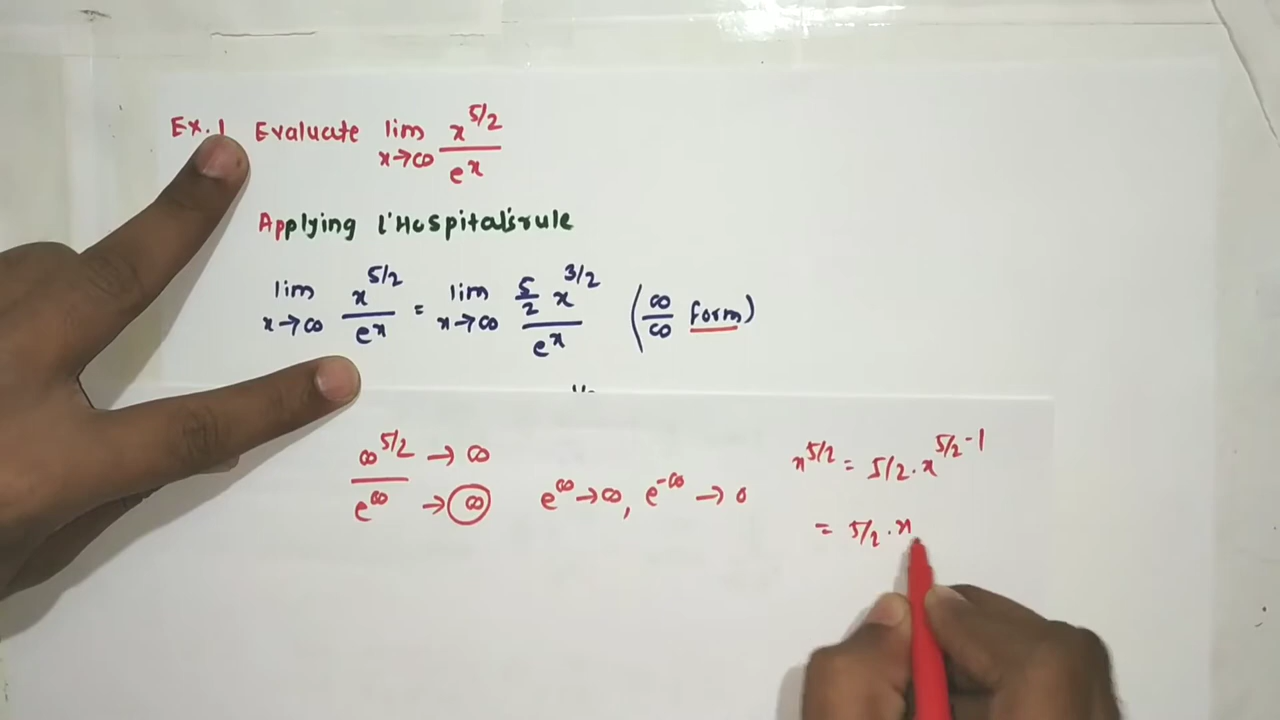 Ex. 1 Evaluate lim x→∞ x^5/2 / e^x
Applying l'Hospital's rule
lim x→∞ x^5/2 / e^x = lim x→∞ 5/2 x^3/2 / e^x (∞/∞ form)
∞^5/2 → ∞
e^∞ → ∞
e^∞ → ∞, e^-∞ → 0
x^5/2 = 5/2 . x^5/2 - 1
= 5/2 . x